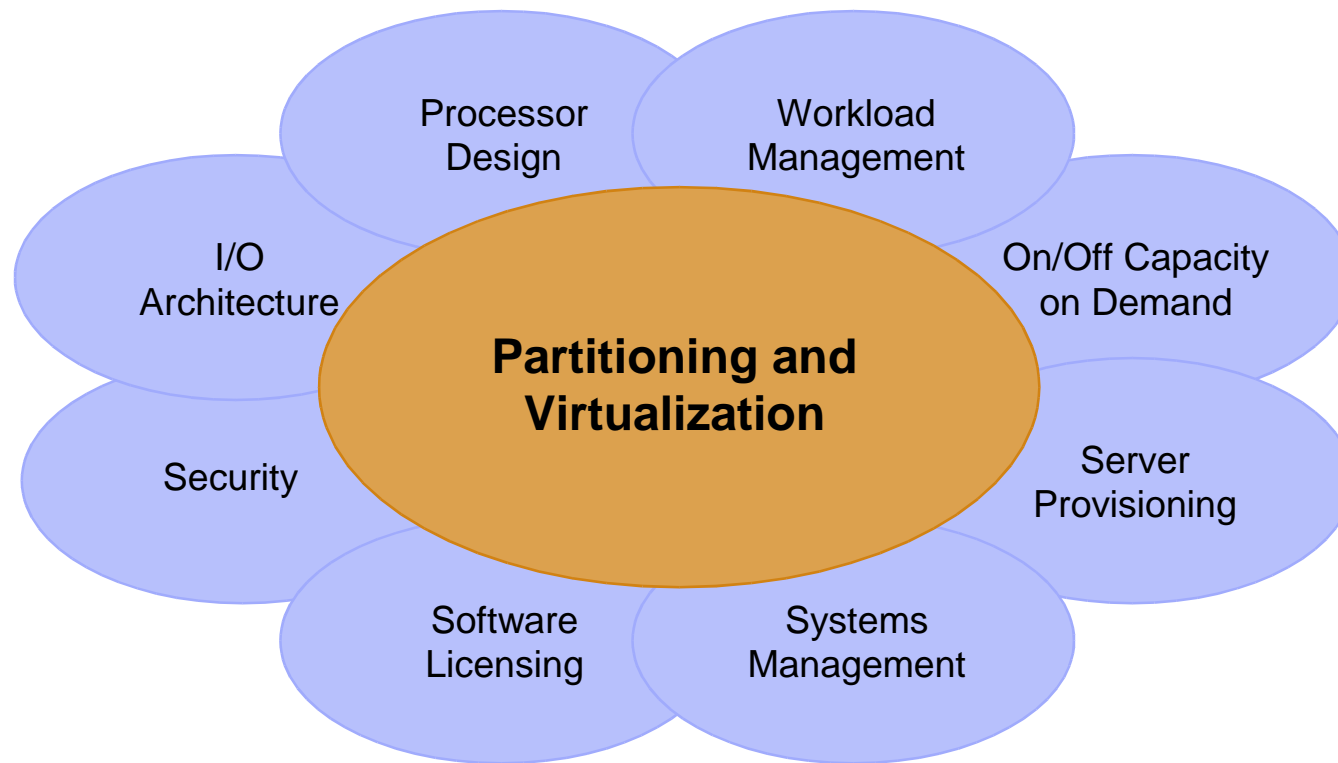 Processor
Design
Workload
Management
I/O
Architecture
On/Off Capacity
on Demand
Partitioning and
Virtualization
Security
Server
Provisioning
Software
Licensing
Systems
Management